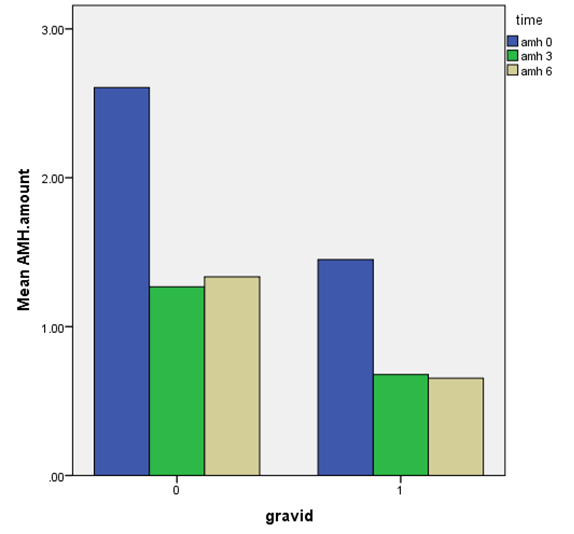 time
amh 0
amh 3
amh 6
3.00
2.00
1.00
.00
Mean AMH.amount
0
1
gravid